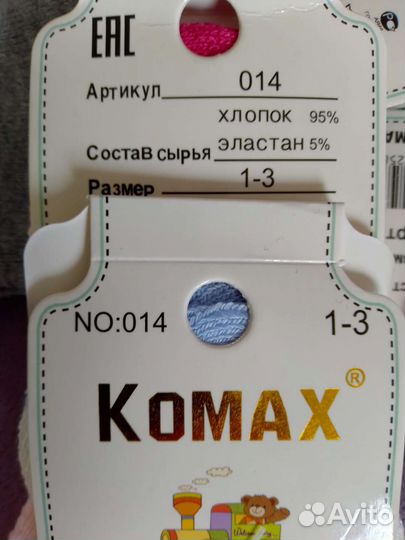 ЕАС
Артикул 014
хлопок 95%
Состав сырья эластан 5%
Размер 1-3
NO:014 1-3
KOMAX ®
Avito